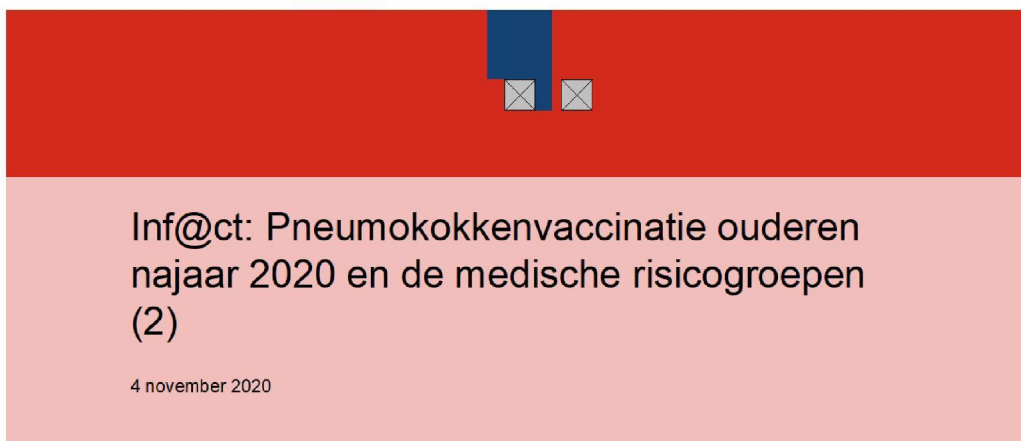 Inf@ct: Pneumokokkenvaccinatie ouderen
najaar 2020 en de medische risicogroepen
(2)
4 november 2020